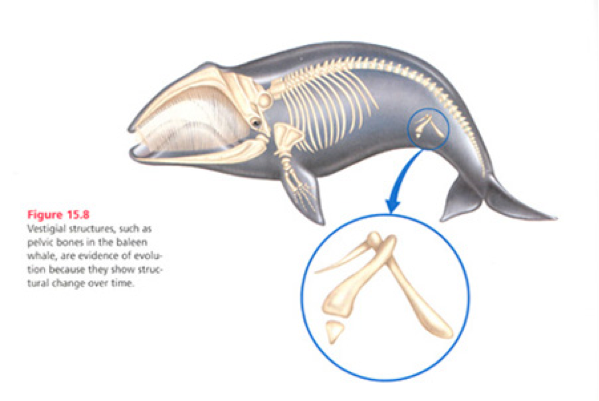 Figure 15.8
Vestigial structures, such as
pelvic bones in the baleen
whale, are evidence of evolu-
tion because they show struc-
tural change over time.